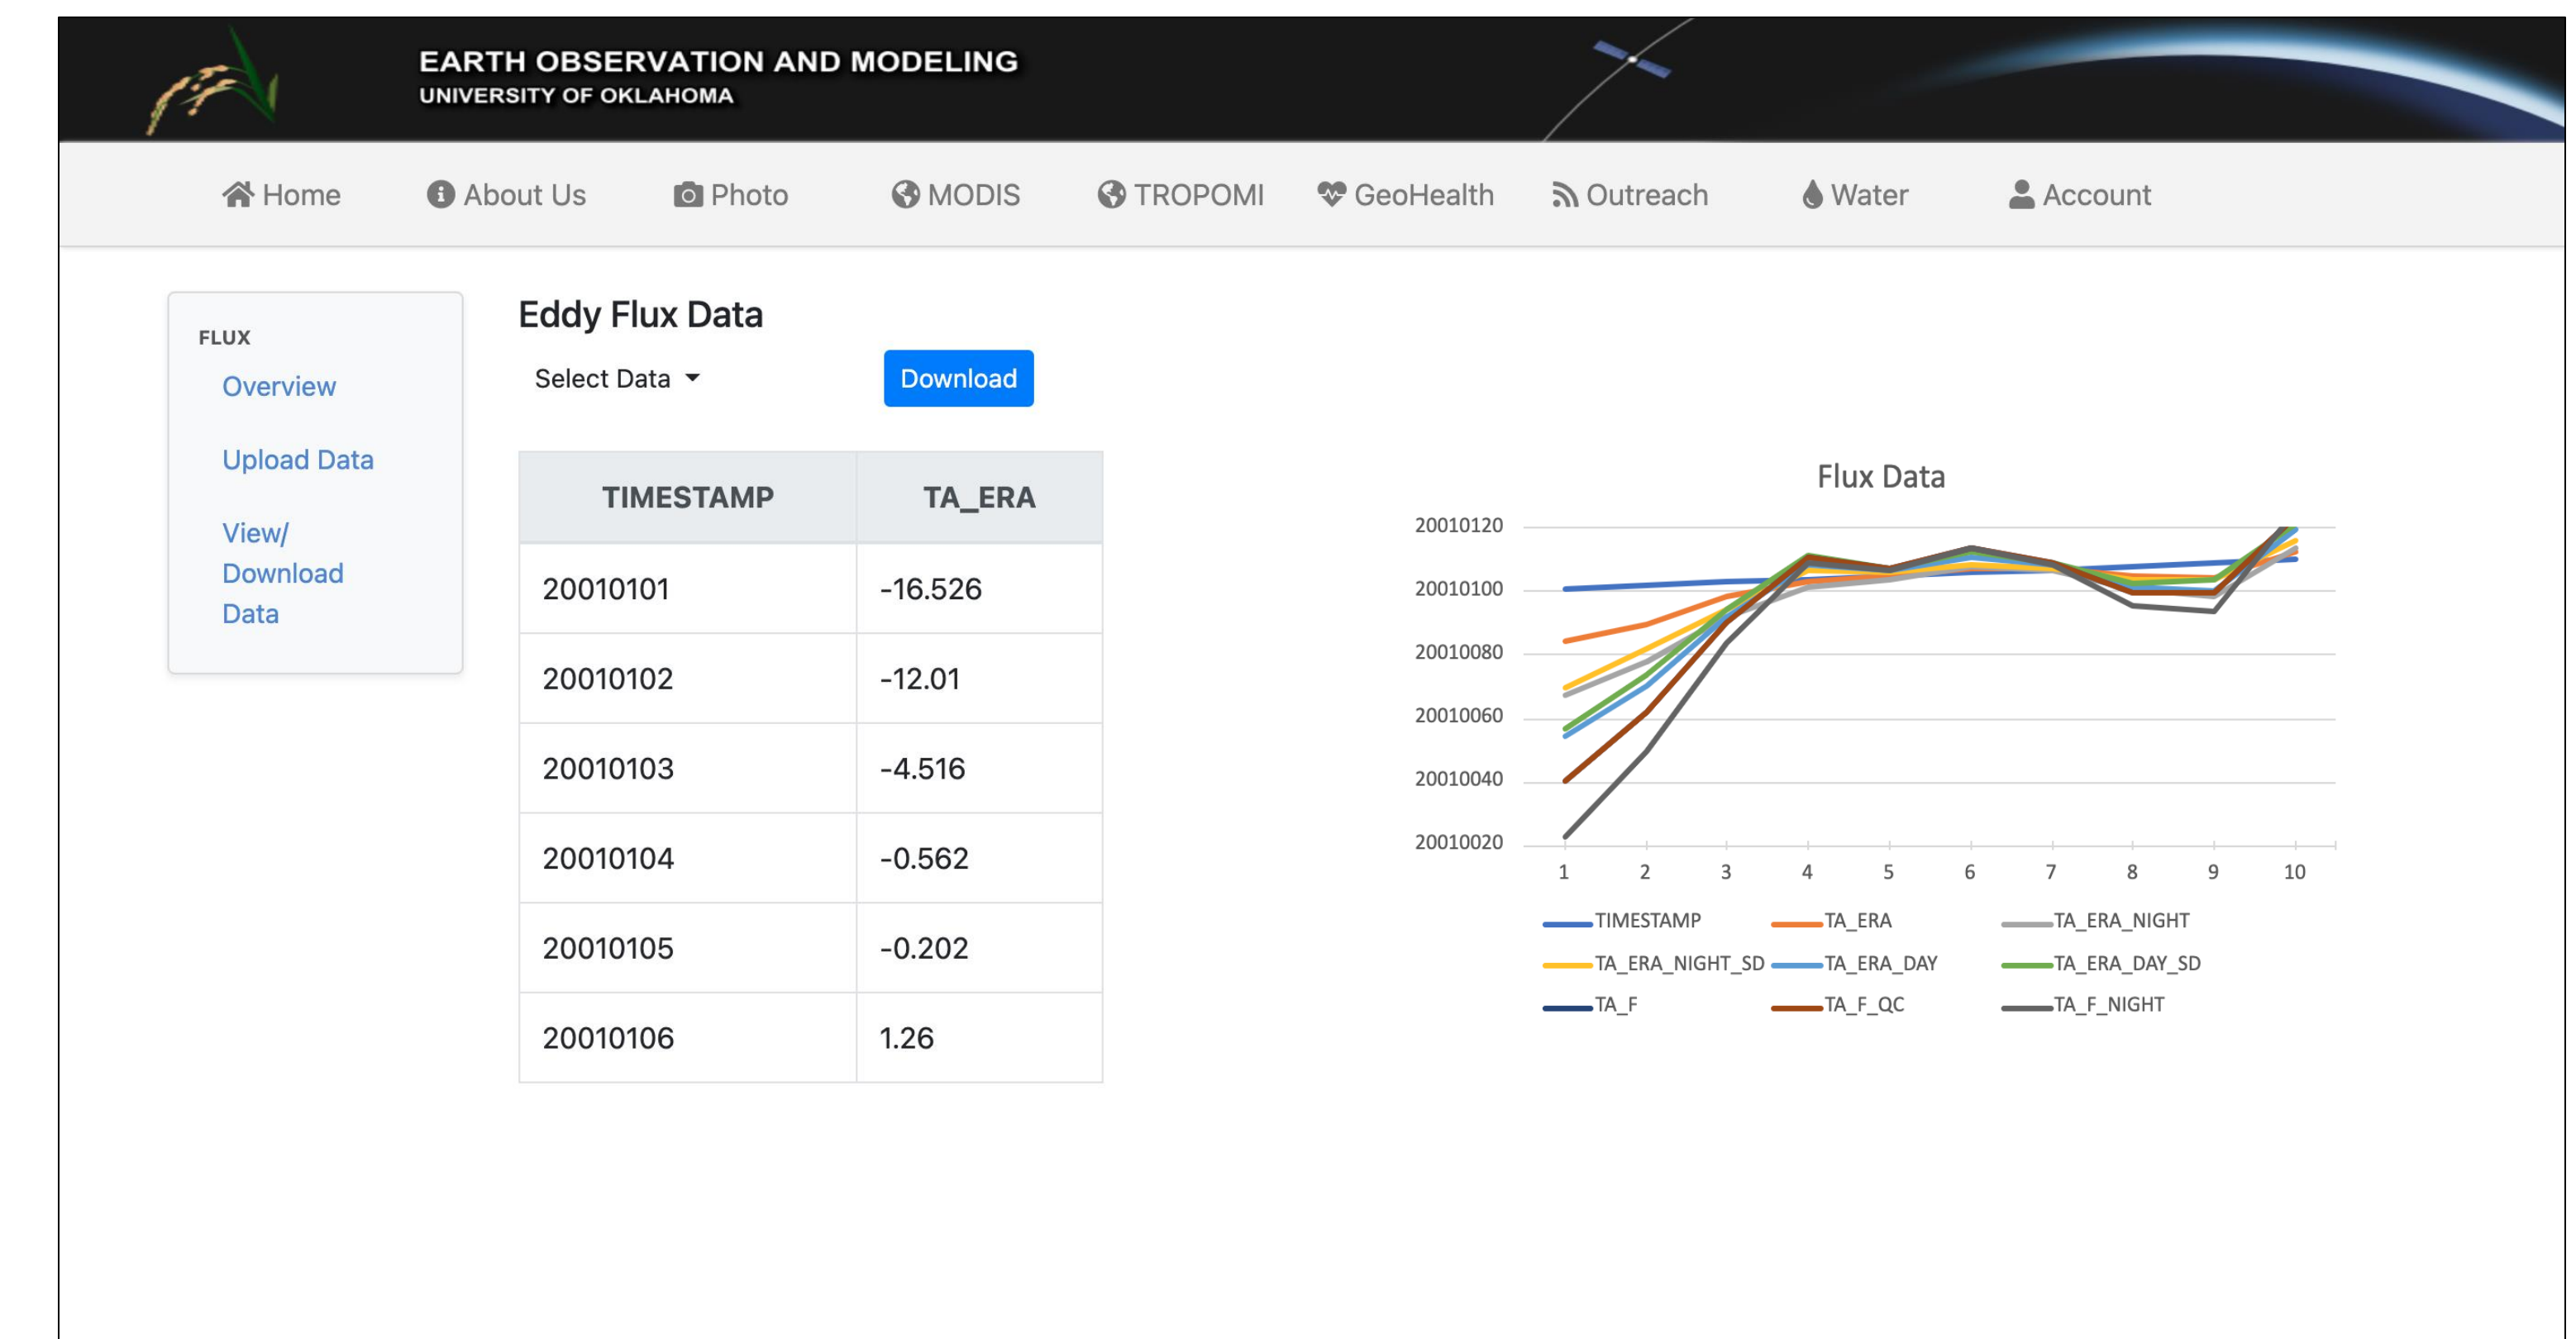 EARTH OBSERVATION AND MODELING
UNIVERSITY OF OKLAHOMA
Home About Us Photo MODIS TROPOMI GeoHealth Outreach Water Account
FLUX
Overview
Upload Data
View/
Download
Data
Eddy Flux Data
Select Data Download
TIMESTAMP TA_ERA
20010101 -16.526
20010102 -12.01
20010103 -4.516
20010104 -0.562
20010105 -0.202
20010106 1.26
Flux Data
20010120
20010100
20010080
20010060
20010040
20010020
1 2 3 4 5 6 7 8 9 10
TIMESTAMP TA_ERA TA_ERA_NIGHT
TA_ERA_NIGHT_SD TA_ERA_DAY TA_ERA_DAY_SD
TA_F TA_F_QC TA_F_NIGHT